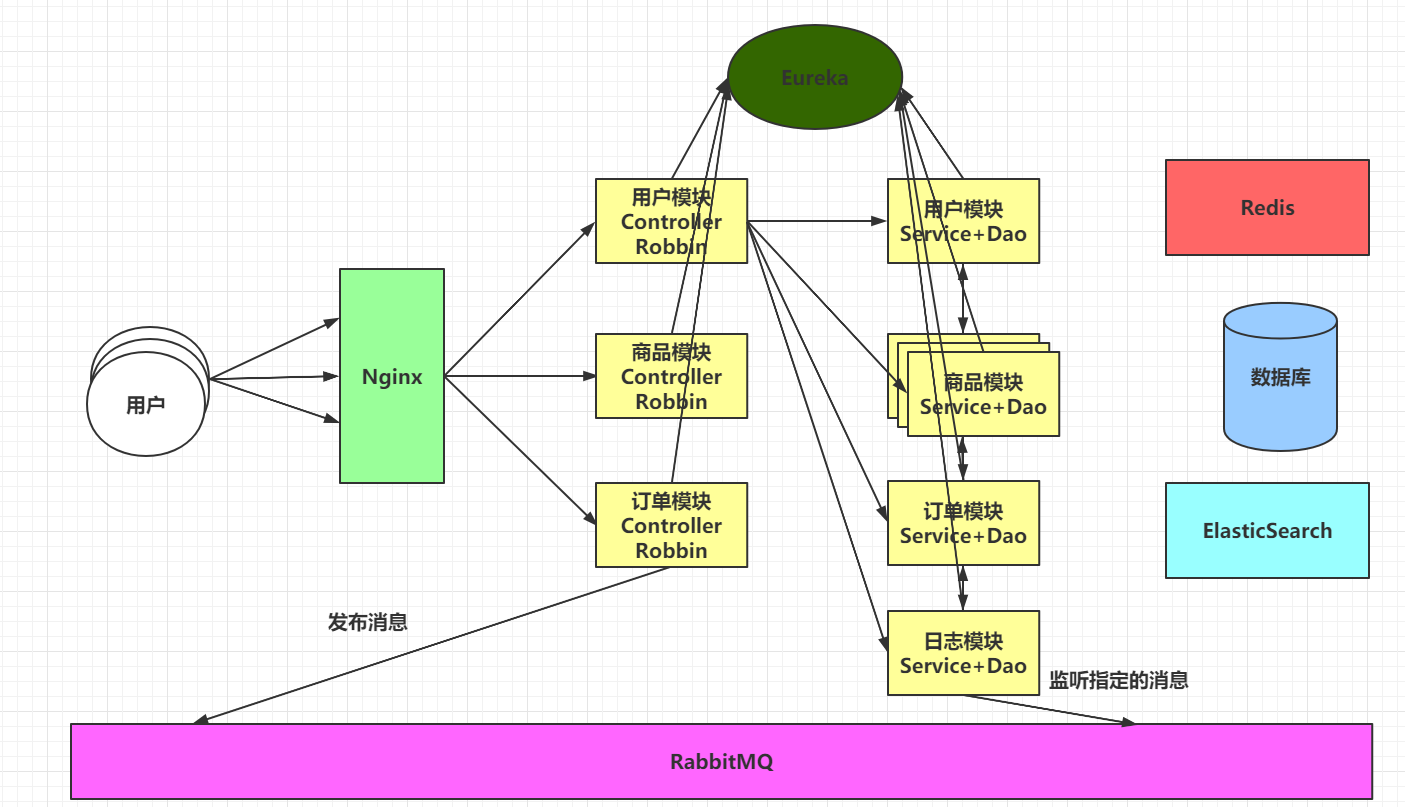 Eureka
用户模块
Controller
Robbin
用户模块
Service+Dao
Redis
Nginx
商品模块
Controller
Robbin
商品模块
Service+Dao
数据库
用户
订单模块
Controller
Robbin
订单模块
Service+Dao
ElasticSearch
发布消息
日志模块
Service+Dao
监听指定的消息
RabbitMQ